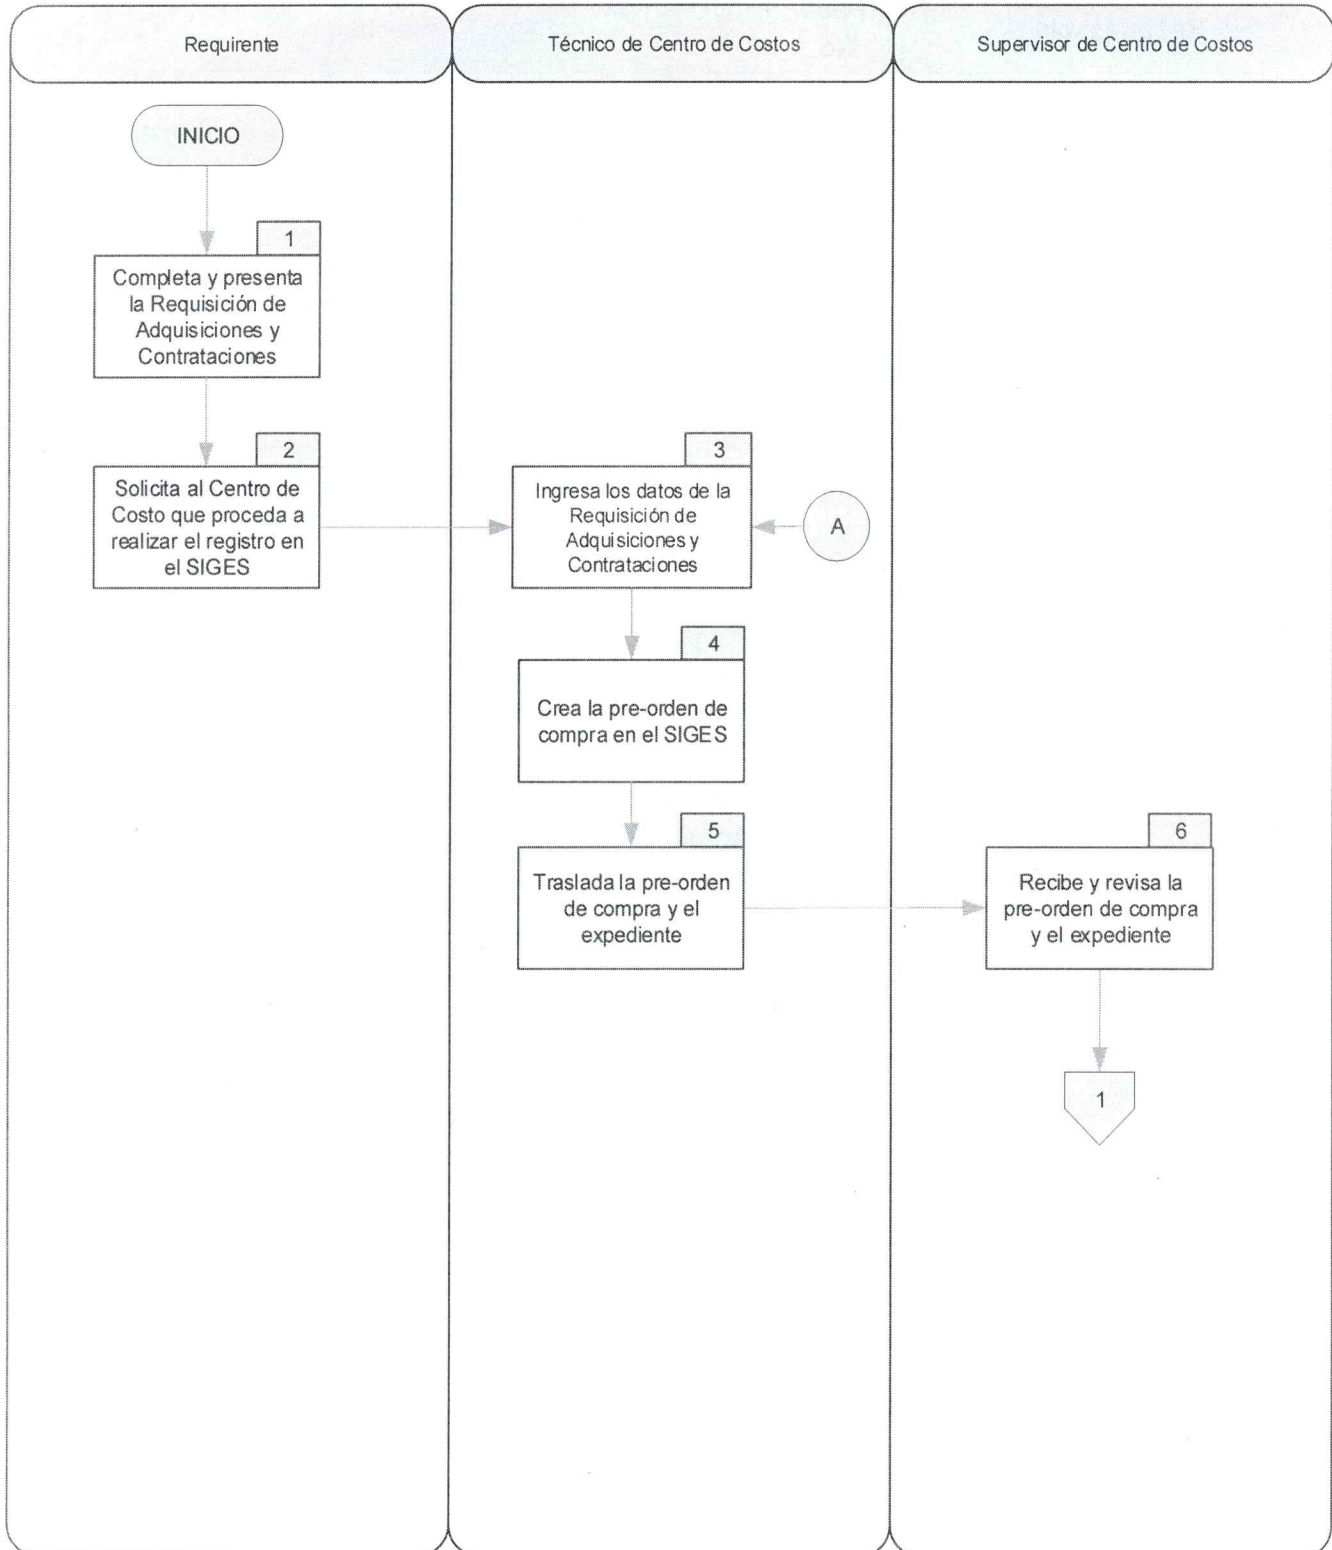 Requirente
Técnico de Centro de Costos
Supervisor de Centro de Costos
INICIO
1
Completa y presenta
la Requisición de
Adquisiciones y
Contrataciones
2
Solicita al Centro de
Costo que proceda a
realizar el registro en
el SIGES
3
Ingresa los datos de la
Requisición de
Adquisiciones y
Contrataciones
A
4
Crea la pre-orden de
compra en el SIGES
5
Traslada la pre-orden
de compra y el
expediente
6
Recibe y revisa la
pre-orden de compra
y el expediente
1